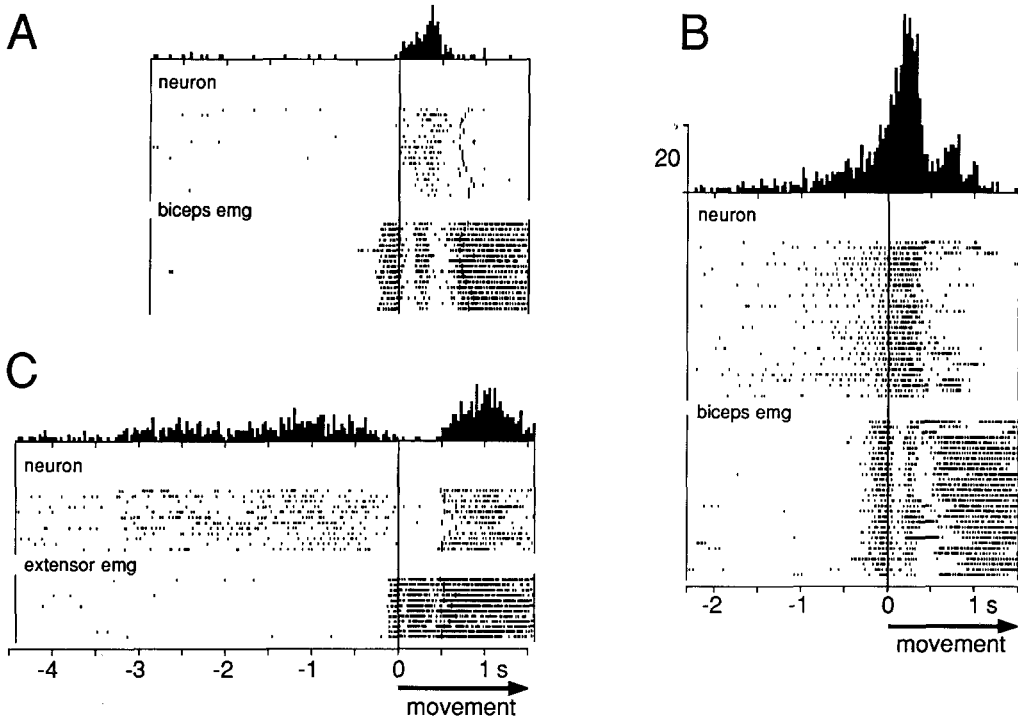 A
neuron
biceps emg
B
20
neuron
biceps emg
-2 -1 0 1 s
movement
C
neuron
extensor emg
-4 -3 -2 -1 0 1 s
movement